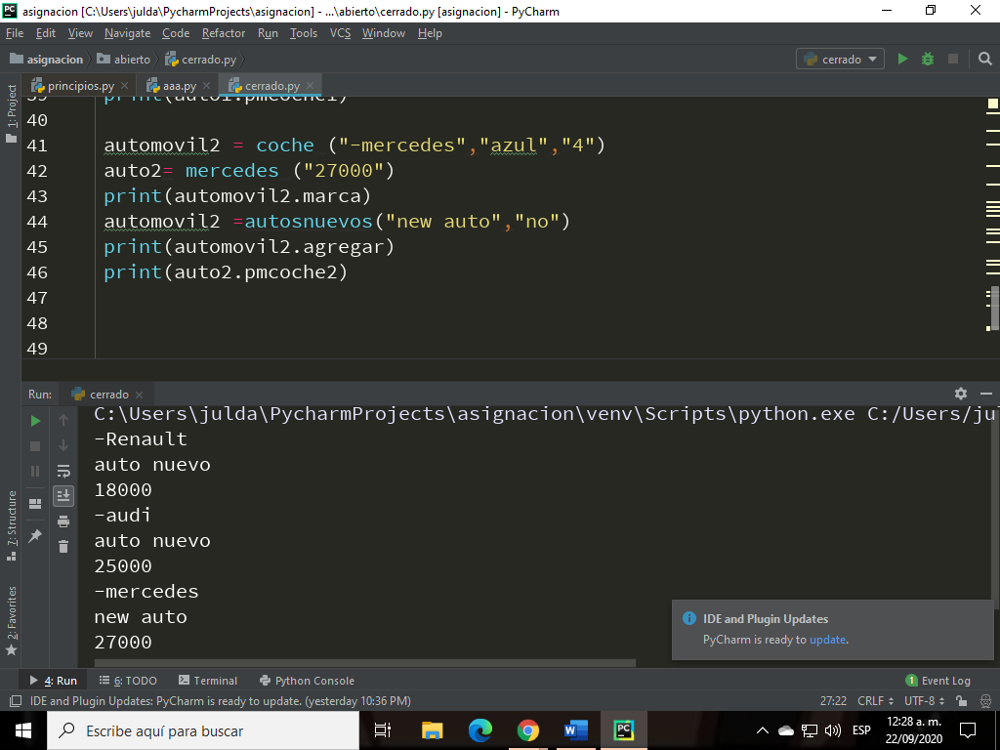 asignacion [C:\Users\julda\PycharmProjects\asignacion] - ...\abierto\cerrado.py [asignacion] - PyCharm
File Edit View Navigate Code Refactor Run Tools VCS Window Help
asignacion abierto cerrado.py cerrado
principios.py aaa.py cerrado.py
1: Project
39 print(auto1.pmcoche1)
40
41 automovil2 = coche ("-mercedes","azul","4")
42 auto2= mercedes ("27000")
43 print(automovil2.marca)
44 automovil2 =autosnuevos("new auto","no")
45 print(automovil2.agregar)
46 print(auto2.pmcoche2)
47
48
49
Run: cerrado
C:\Users\julda\PycharmProjects\asignacion\venv\Scripts\python.exe C:/Users/ju
-Renault
auto nuevo
18000
-audi
auto nuevo
25000
-mercedes
new auto
27000
7: Structure
2: Favorites
IDE and Plugin Updates
PyCharm is ready to update.
4: Run 6: TODO Terminal Python Console 1 Event Log
IDE and Plugin Updates: PyCharm is ready to update. (yesterday 10:36 PM) 27:22 CRLF UTF-8
Escribe aquí para buscar
ESP
12:28 a. m.
22/09/2020